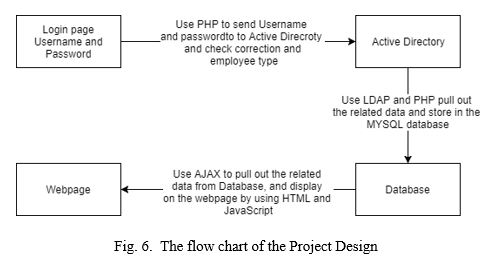 Login page
Username and
Password
Use PHP to send Username
and passwordto to Active Direcroty
and check correction and
employee type
Active Directory
Use LDAP and PHP pull out
the related data and store in the
MYSQL database
Webpage
Use AJAX to pull out the related
data from Database, and display
on the webpage by using HTML and
JavaScript
Database
Fig. 6. The flow chart of the Project Design